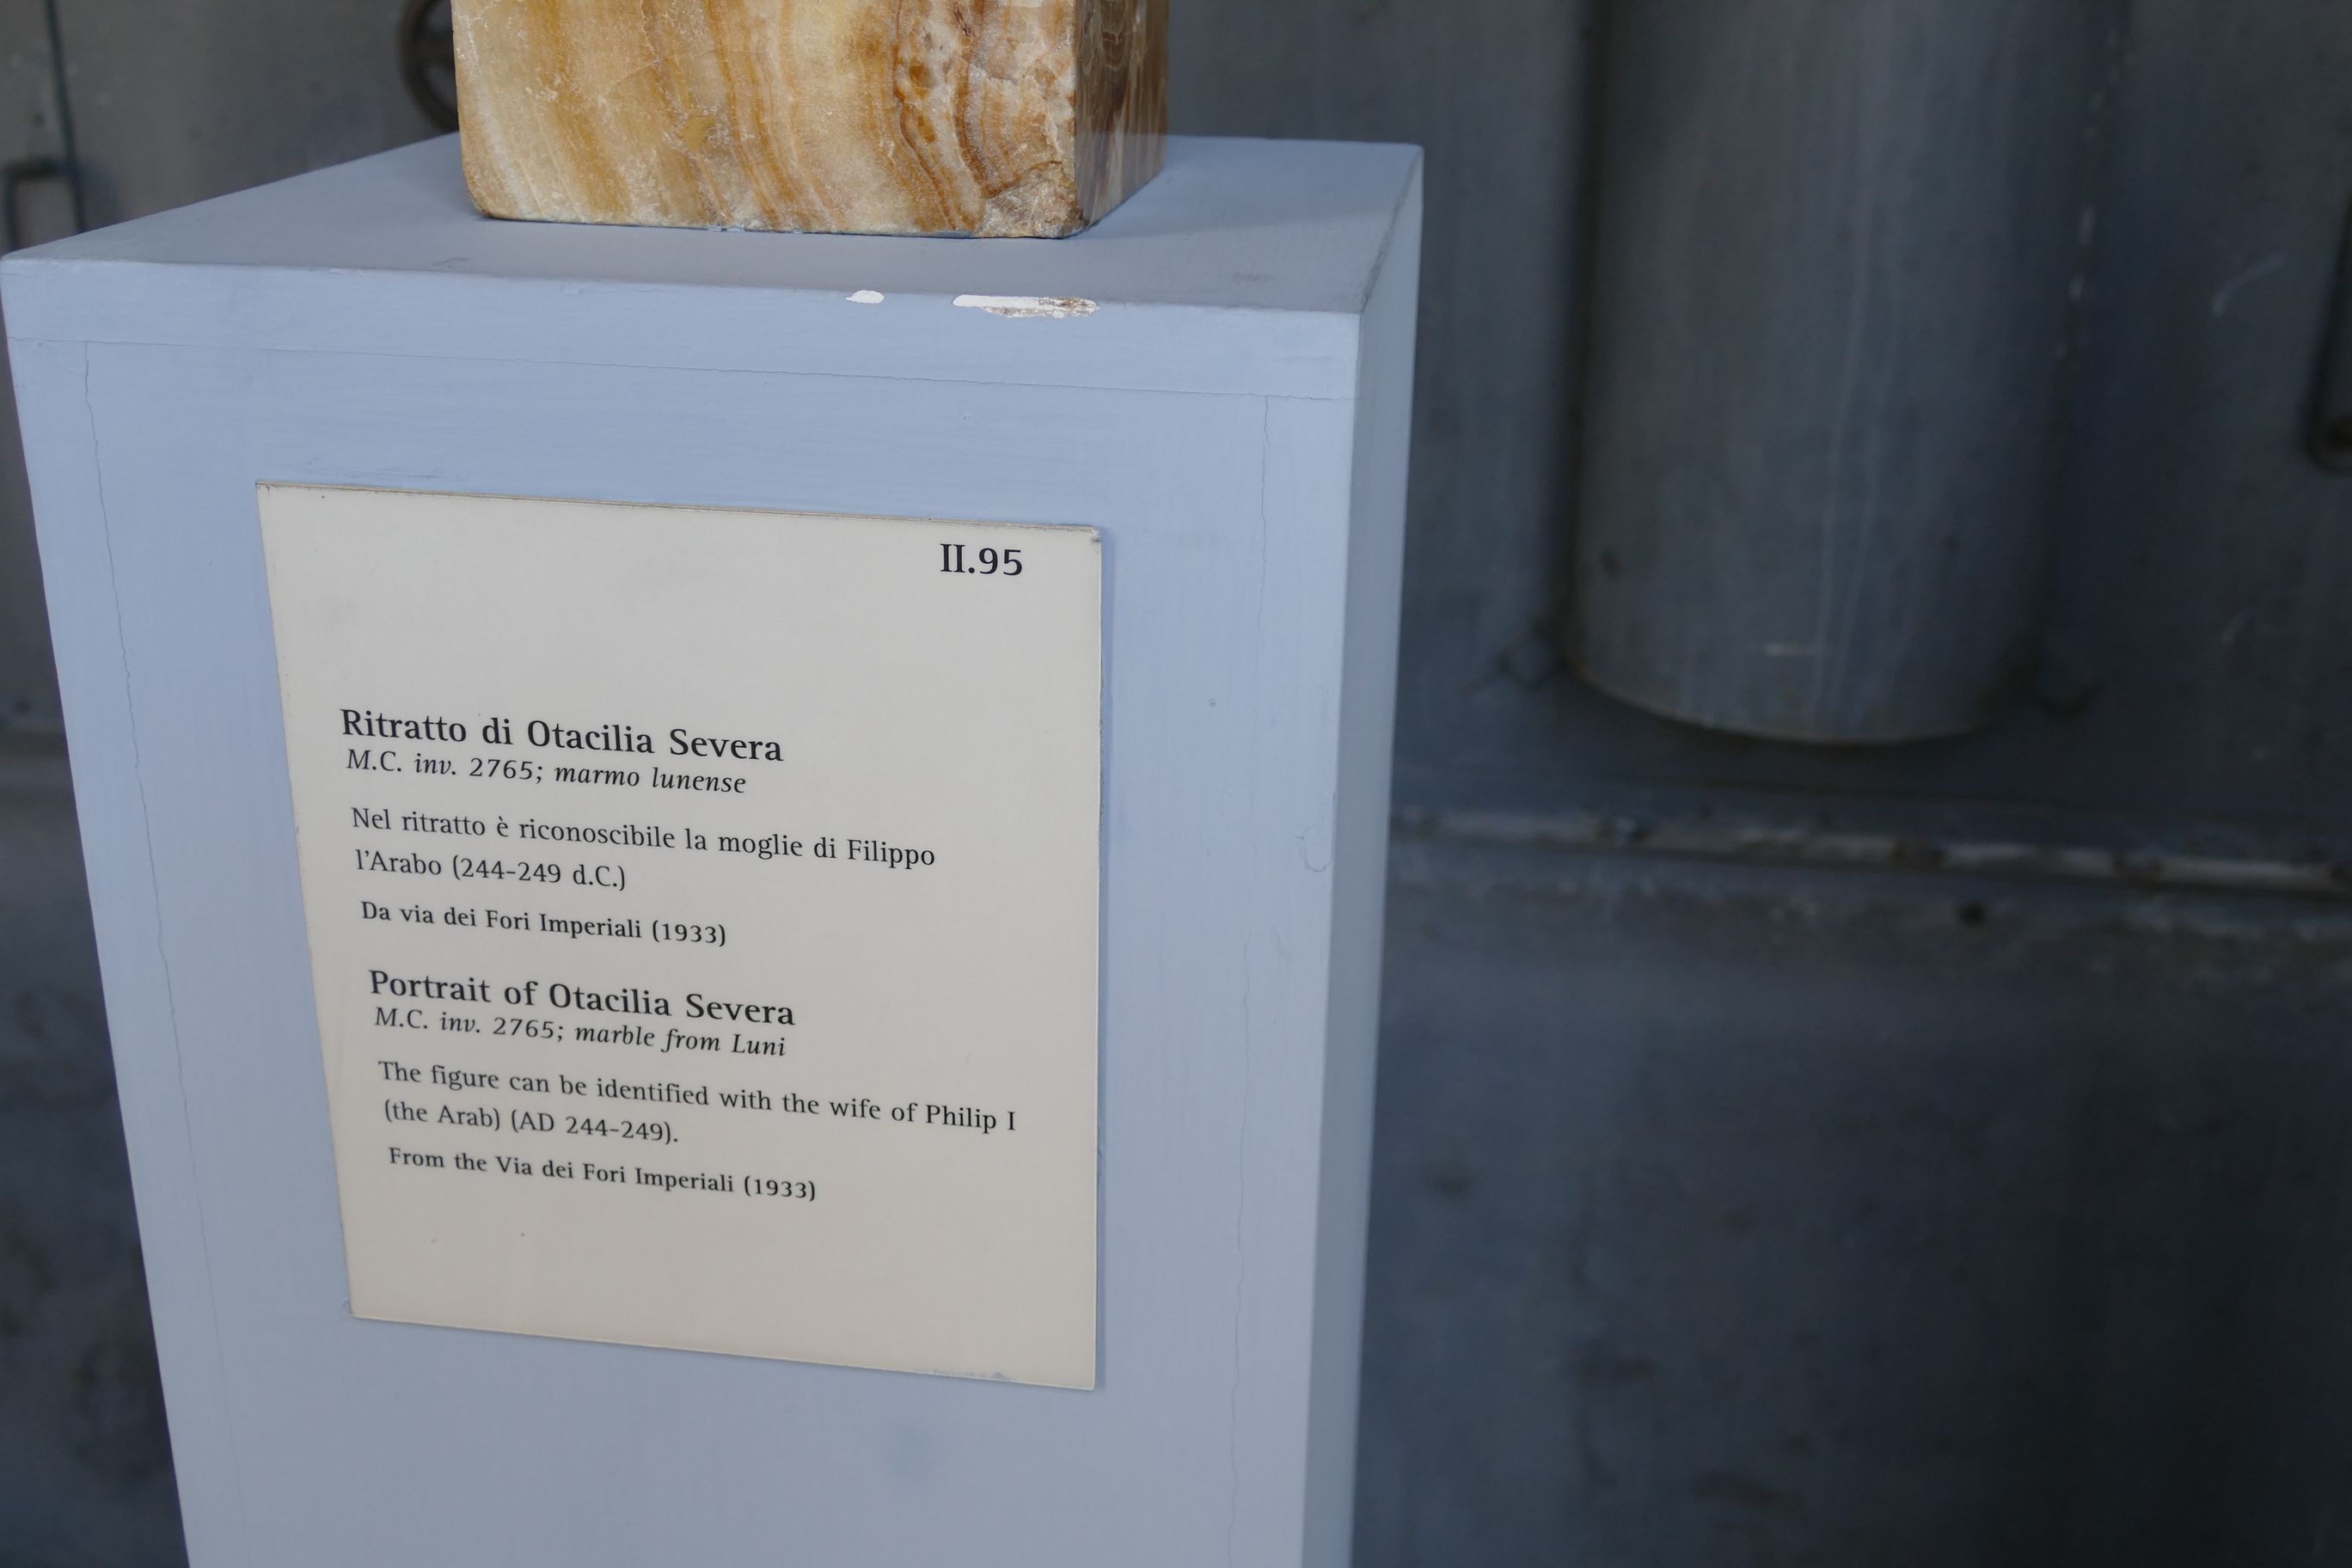 II.95
Ritratto di Otacilia Severa
M.C. inv. 2765; marmo lunense
Nel ritratto è riconoscibile la moglie di Filippo
l'Arabo (244-249 d.C.)
Da via dei Fori Imperiali (1933)
Portrait of Otacilia Severa
M.C. inv. 2765; marble from Luni
The figure can be identified with the wife of Philip I
(the Arab) (AD 244-249).
From the Via dei Fori Imperiali (1933)